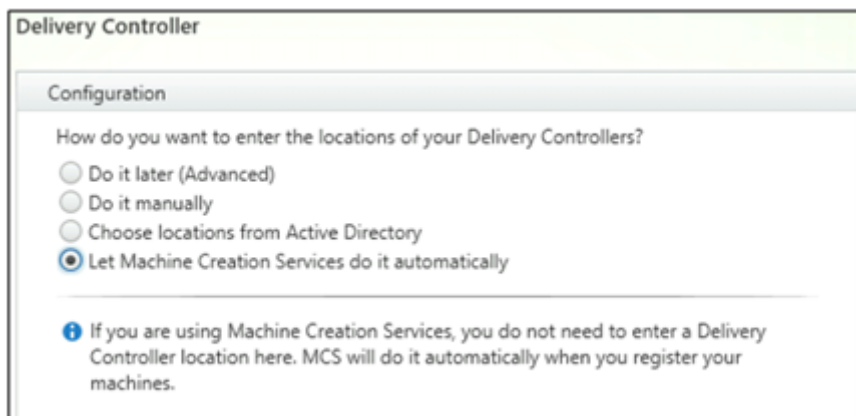 Delivery Controller
Configuration
How do you want to enter the locations of your Delivery Controllers?
Do it later (Advanced)
Do it manually
Choose locations from Active Directory
Let Machine Creation Services do it automatically
If you are using Machine Creation Services, you do not need to enter a Delivery
Controller location here. MCS will do it automatically when you register your
machines.